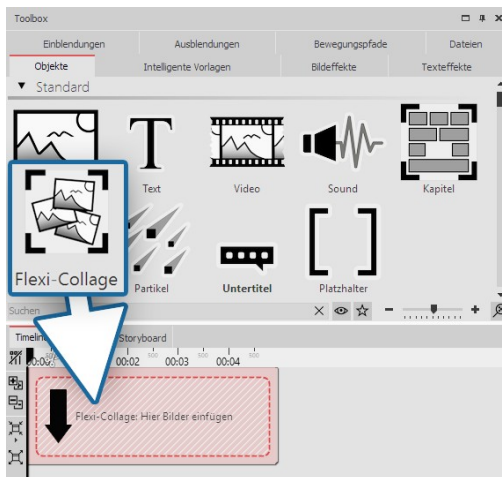 Toolbox
Einblendungen Ausblendungen Bewegungspfade Dateien
Objekte Intelligente Vorlagen Bildeffekte Texteffekte
Standard
Text Video Sound Kapitel
Flexi-Collage
Partikel Untertitel Platzhalter
Suchen
Storyboard
00:02 00:03 00:04
Flexi-Collage: Hier Bilder einfügen